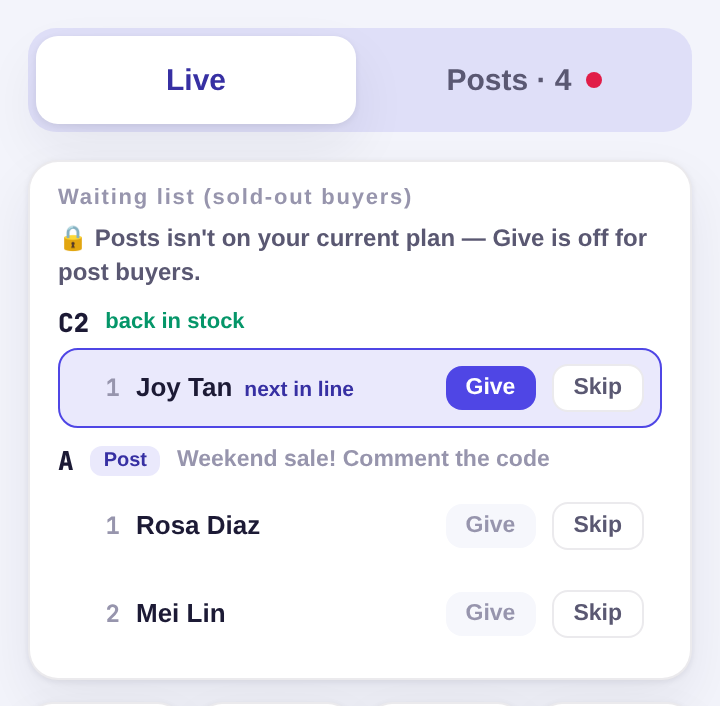 Live
Posts · 4
Waiting list (sold-out buyers)
🔒 Posts isn't on your current plan — Give is off for
post buyers.
C2 back in stock
1 Joy Tan next in line Give Skip
A Post Weekend sale! Comment the code
1 Rosa Diaz Give Skip
2 Mei Lin Give Skip